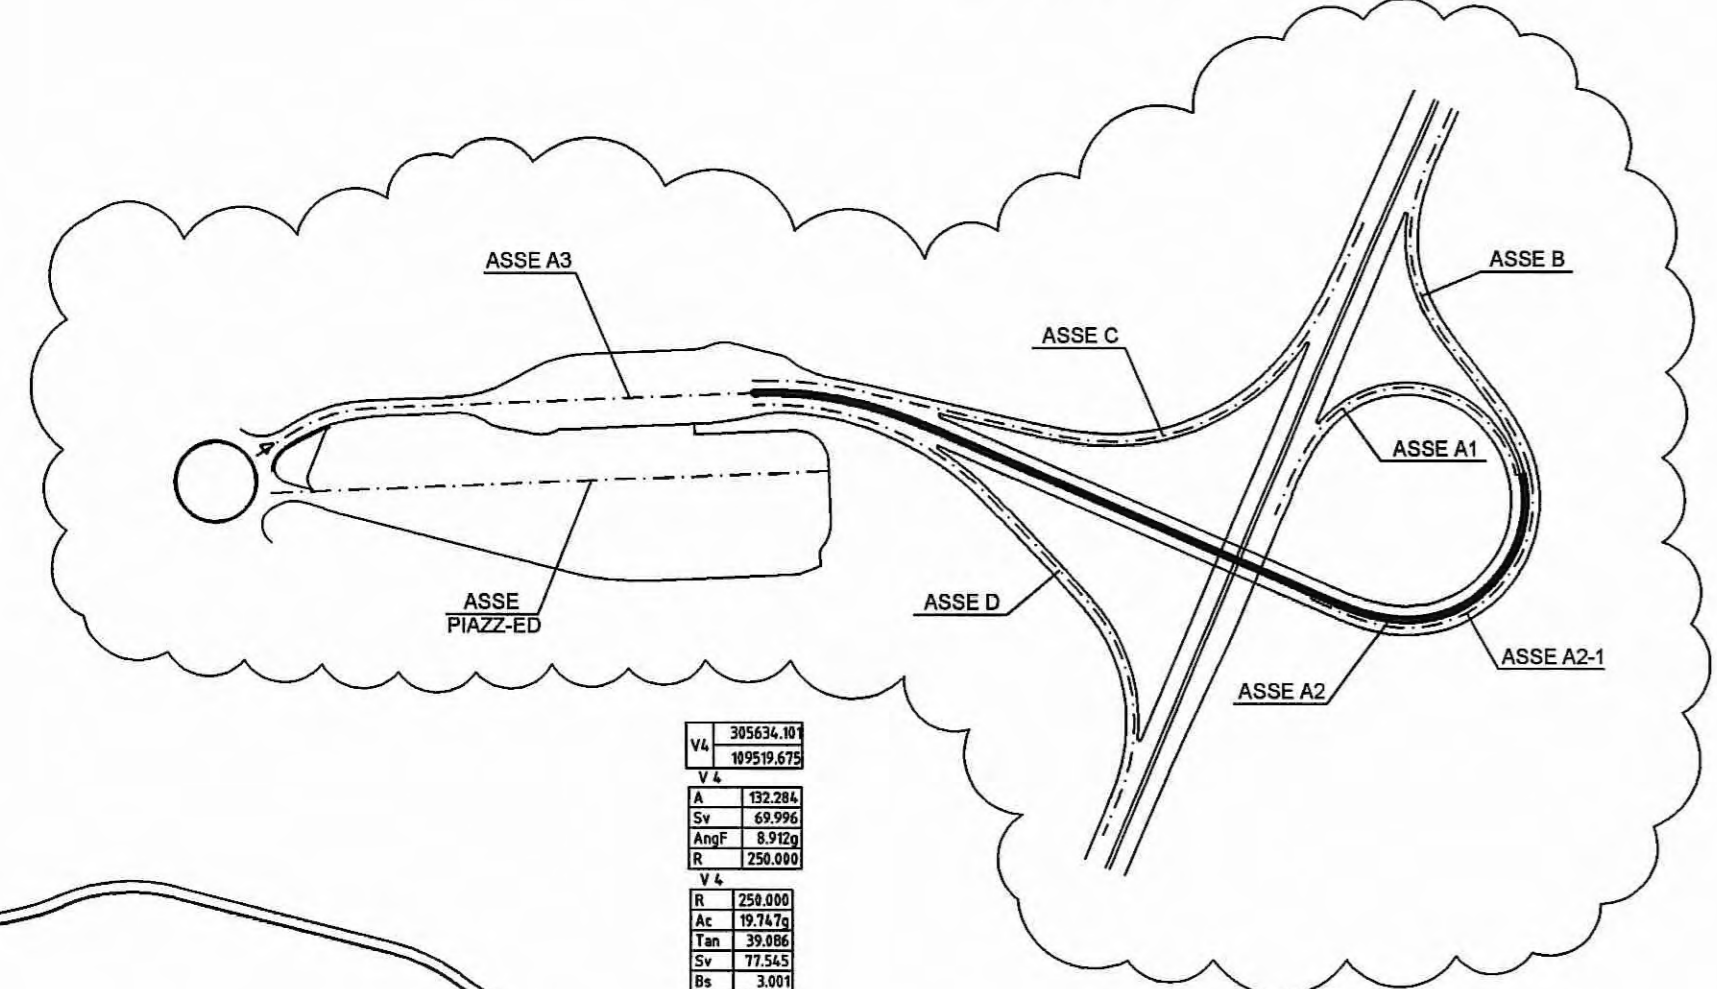 ASSE A3
ASSE B
ASSE C
ASSE A1
ASSE D
ASSE
PIAZZ-ED
ASSE A2-1
ASSE A2
V4 305634.101
109519.675
V 4
A 132.284
Sv 69.996
AngF 8.912g
R 250.000
V 4
R 250.000
Ac 19.747g
Tan 39.086
Sv 77.545
Bs 3.001